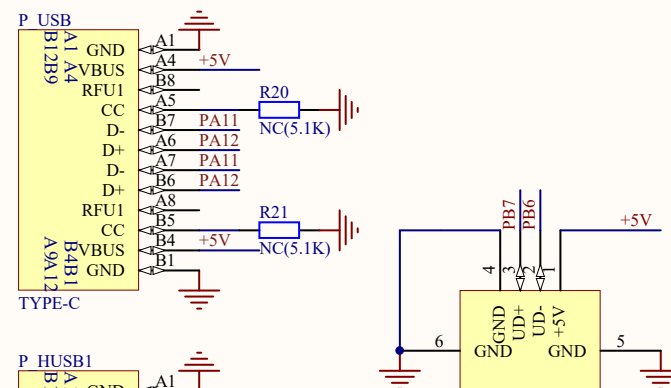 P_USB
A1 A4
B12B9
GND A1
VBUS A4 +5V
RFU1 B8
CC A5 R20 NC(5.1K)
D- B7 PA11
D+ A6 PA12
D- A7 PA11
D+ B6 PA12
RFU1 A8
CC B5 R21 NC(5.1K)
VBUS B4 +5V
GND B1
B4B1
A9A12
TYPE-C
PB7
PB6
+5V
4 3 2 1
GND
UD+
UD-
+5V
6 GND GND 5
P_HUSB1
A1